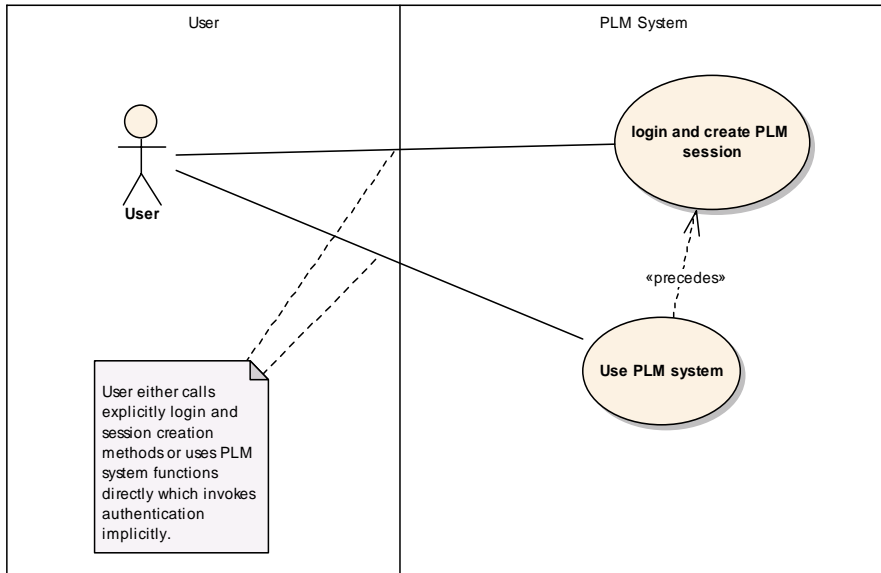 User
PLM System
login and create PLM
session
User
«precedes»
Use PLM system
User either calls
explicitly login and
session creation
methods or uses PLM
system functions
directly which invokes
authentication
implicitly.